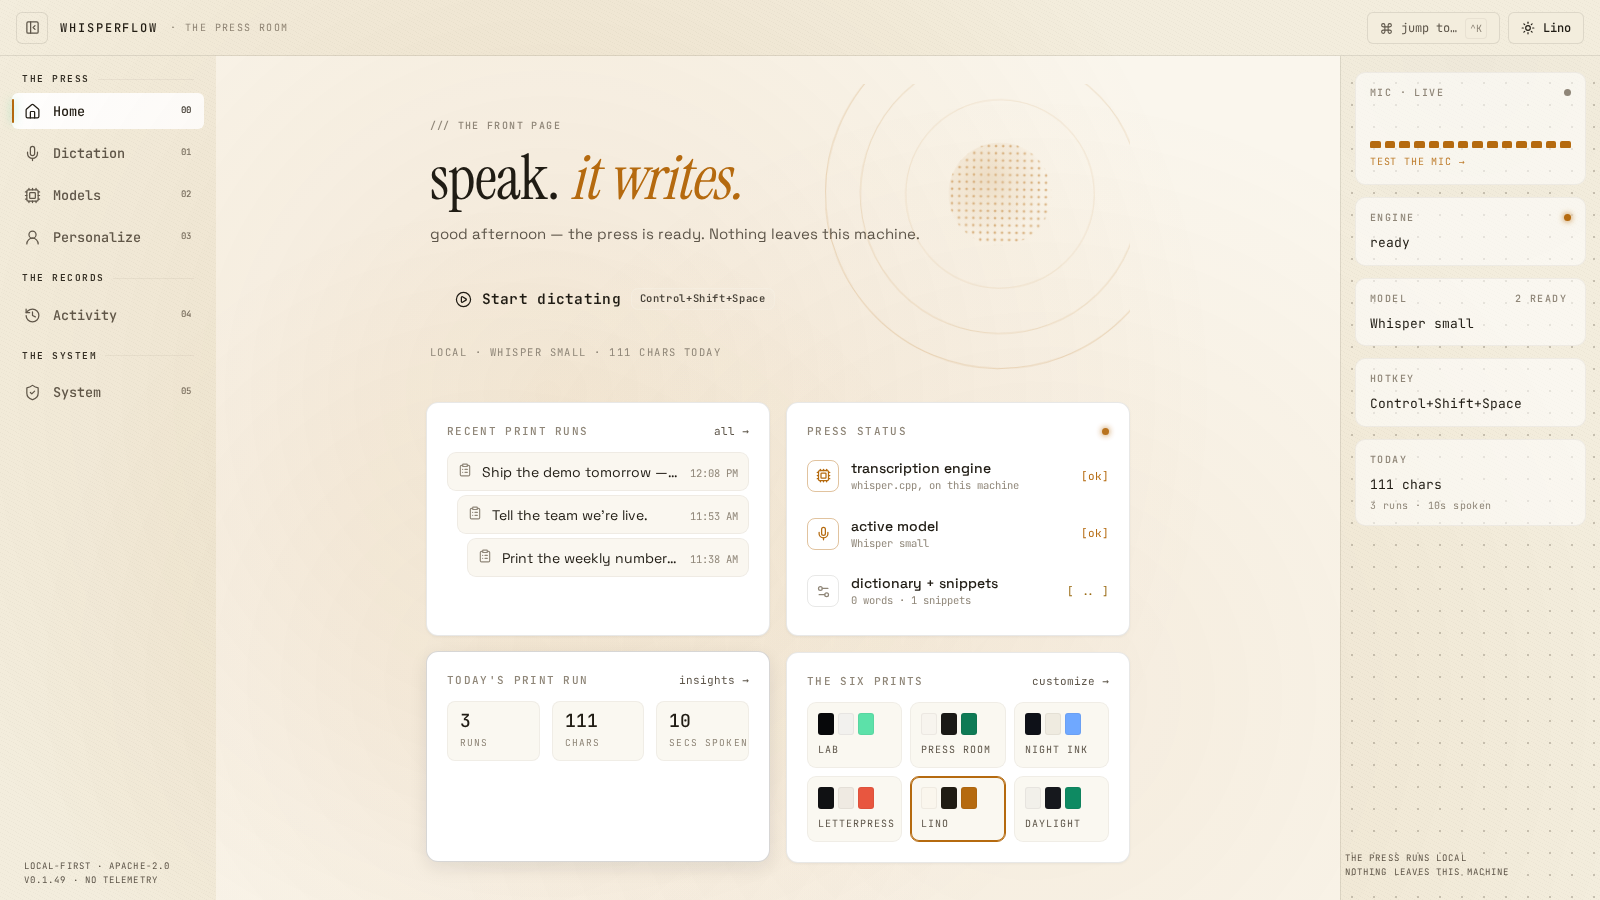 WHISPERFLOW · THE PRESS ROOM
jump to… ^K
Lino
THE PRESS
Home 00
Dictation 01
Models 02
Personalize 03
THE RECORDS
Activity 04
THE SYSTEM
System 05
LOCAL-FIRST · APACHE-2.0
V0.1.49 · NO TELEMETRY
/// THE FRONT PAGE
speak. it writes.
good afternoon — the press is ready. Nothing leaves this machine.
Start dictating Control+Shift+Space
LOCAL · WHISPER SMALL · 111 CHARS TODAY
RECENT PRINT RUNS all →
Ship the demo tomorrow —… 12:08 PM
Tell the team we're live. 11:53 AM
Print the weekly number… 11:38 AM
PRESS STATUS
transcription engine [ok]
whisper.cpp, on this machine
active model [ok]
Whisper small
dictionary + snippets [ .. ]
0 words · 1 snippets
TODAY'S PRINT RUN insights →
3 111 10
RUNS CHARS SECS SPOKEN
THE SIX PRINTS customize →
LAB PRESS ROOM NIGHT INK
LETTERPRESS LINO DAYLIGHT
MIC · LIVE
TEST THE MIC →
ENGINE
ready
MODEL 2 READY
Whisper small
HOTKEY
Control+Shift+Space
TODAY
111 chars
3 runs · 10s spoken
THE PRESS RUNS LOCAL
NOTHING LEAVES THIS MACHINE